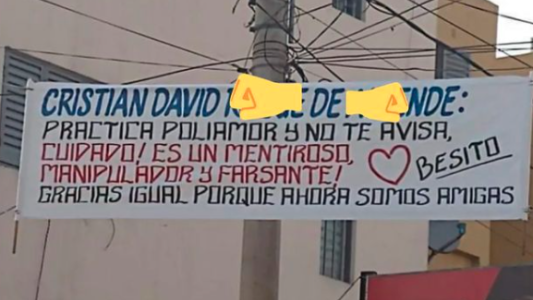 CRISTIAN DAVID DE
PRACTICA POLIAMOR Y NO TE AVISA,
CUIDADO! ES UN MENTIROSO,
MANIPULADOR Y FARSANTE!
BESITO
GRACIAS IGUAL PORQUE AHORA SOMOS AMIGAS